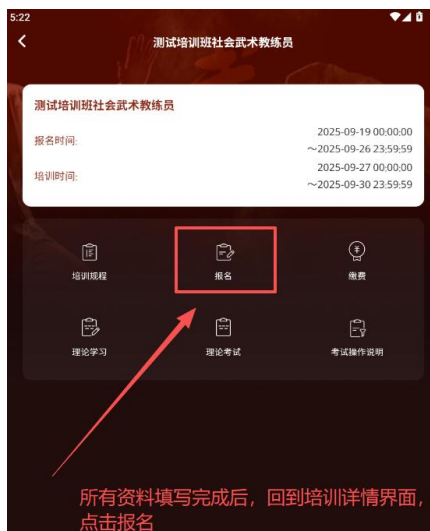 5:22
测试培训班社会武术教练员
测试培训班社会武术教练员
报名时间:
2025-09-19 00:00:00
～2025-09-26 23:59:59
培训时间:
2025-09-27 00:00:00
～2025-09-30 23:59:59
培训规程
报名
缴费
理论学习
理论考试
考试操作说明
所有资料填写完成后，回到培训详情界面，
点击报名